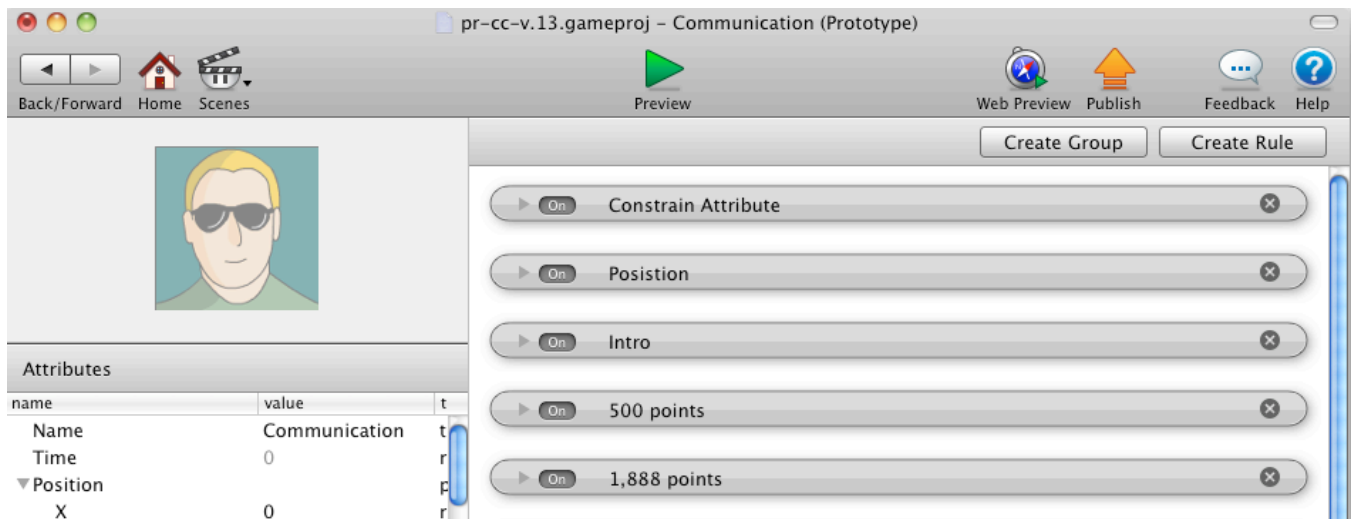 pr-cc-v.13.gameproj – Communication (Prototype)
Back/Forward Home Scenes Preview Web Preview Publish Feedback Help
Create Group Create Rule
On Constrain Attribute
On Posistion
On Intro
On 500 points
On 1,888 points
Attributes
name value t
Name Communication t
Time 0 r
Position p
X 0 r